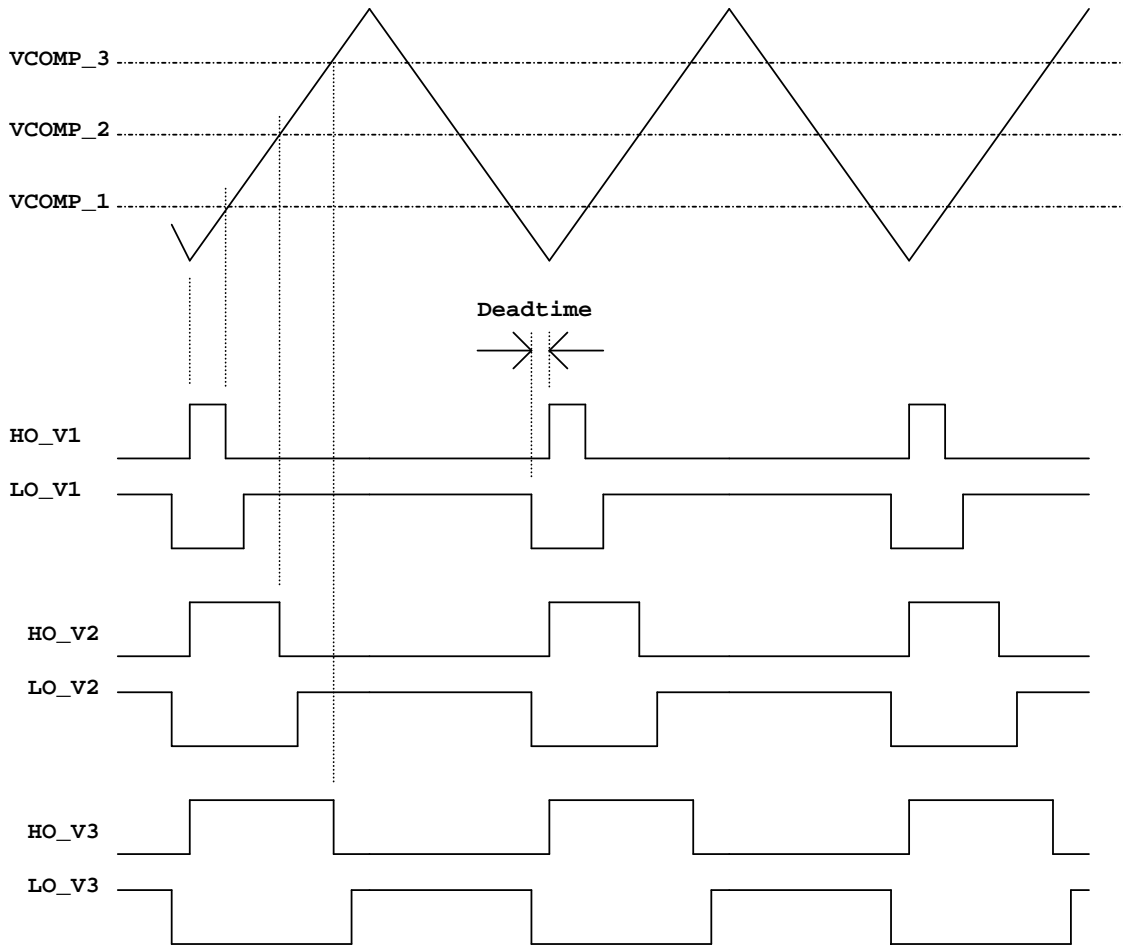 VCOMP_3
VCOMP_2
VCOMP_1
Deadtime
HO_V1
LO_V1
HO_V2
LO_V2
HO_V3
LO_V3